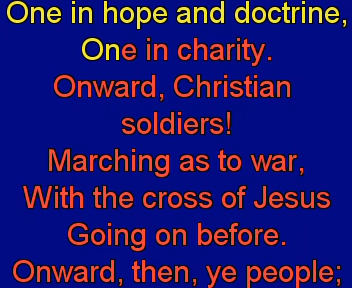 One in hope and doctrine,
One in charity.
Onward, Christian
soldiers!
Marching as to war,
With the cross of Jesus
Going on before.
Onward, then, ye people;